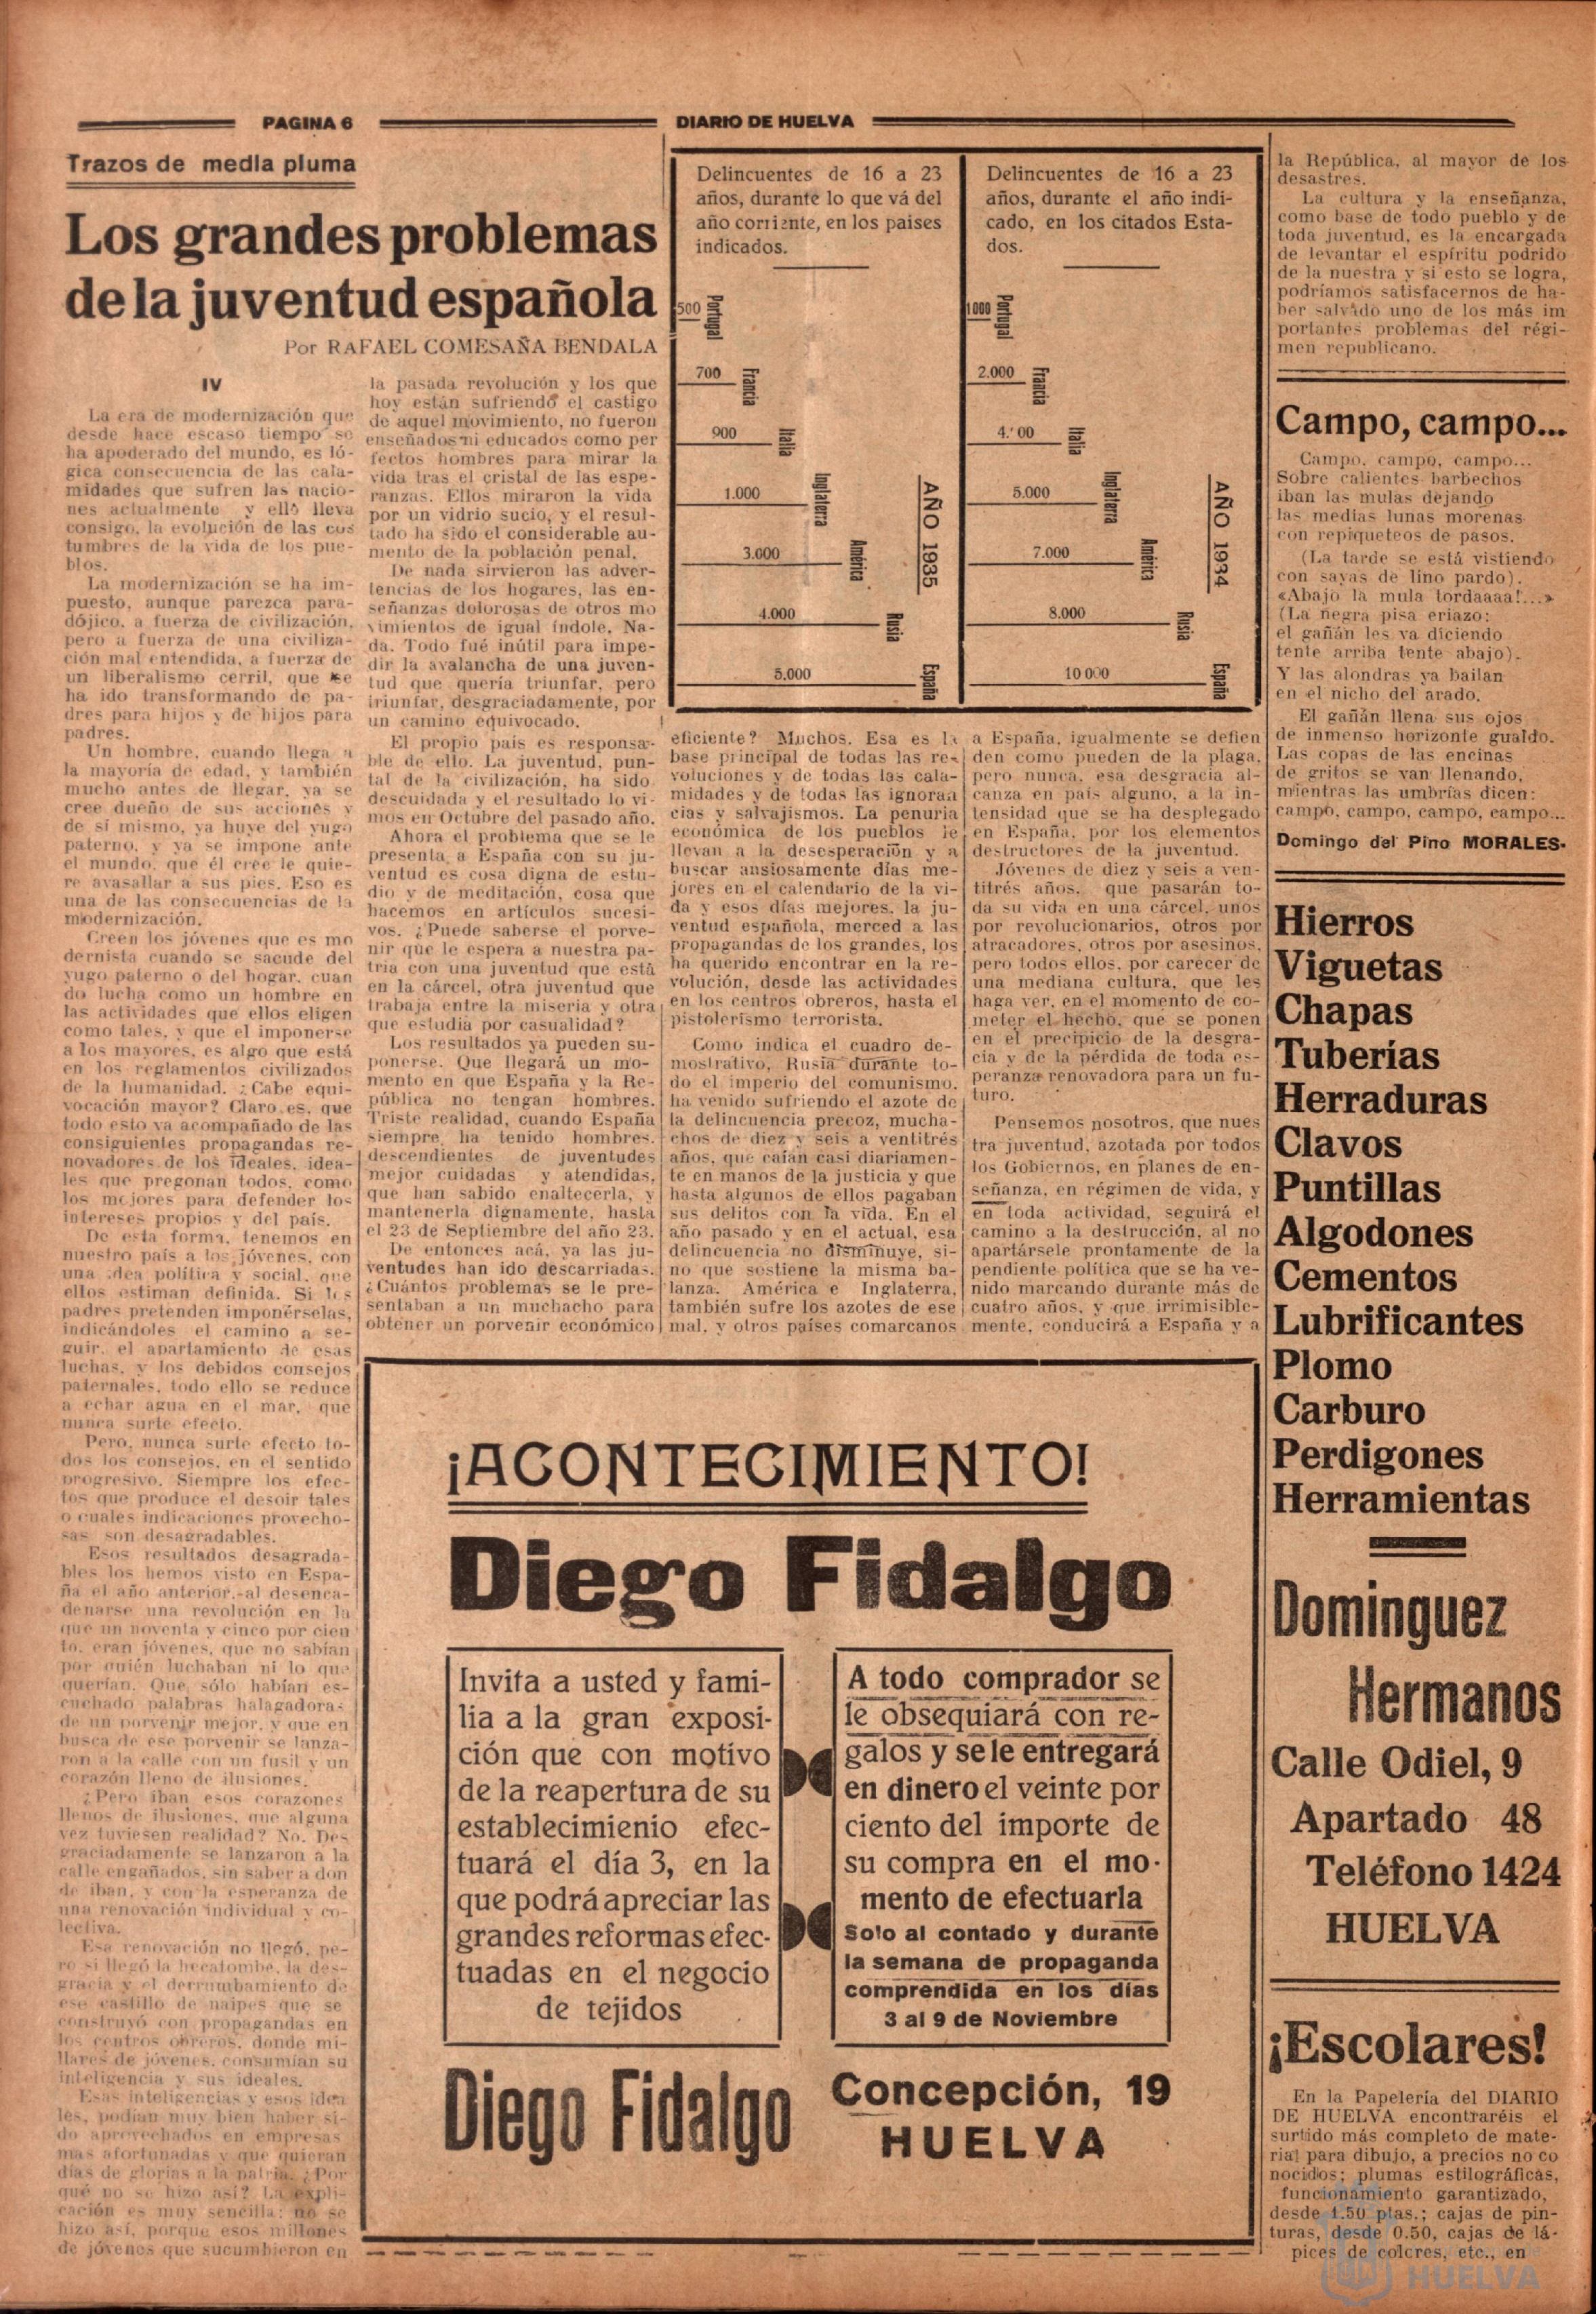 PAGINA 6
DIARIO DE HUELVA
Trazos de media pluma
Los grandes problemas
de la juventud española
Por RAFAEL COMESAÑA BENDALA
IV
La era de modernización que
desde hace escaso tiempo se
ha apoderado del mundo, es ló-
gica consecuencia de las cala-
midades que sufren las nacio-
nes actualmente y ello lleva
consigo, la evolución de las cos
tumbres de la vida de los pue-
blos.
La modernización se ha im-
puesto, aunque parezca para-
dójico, a fuerza de civilización,
pero a fuerza de una civiliza-
ción mal entendida, a fuerza de
un liberalismo cerril, que se
ha ido transformando de pa-
dres para hijos y de hijos para
padres.
Un hombre, cuando llega a
la mayoría de edad, y también
mucho antes de llegar, ya se
cree dueño de sus acciones y
de sí mismo, ya huye del yugo
paterno, y ya se impone ante
el mundo, que él cree le quie-
re avasallar a sus pies. Eso es
una de las consecuencias de la
modernización.
Creen los jóvenes que es mo
dernista cuando se sacude del
yugo paterno o del hogar, cuan
do lucha como un hombre en
las actividades que ellos eligen
como tales, y que el imponerse
a los mayores, es algo que está
en los reglamentos civilizados
de la humanidad. ¿Cabe equi-
vocación mayor? Claro es, que
todo esto va acompañado de las
consiguientes propagandas re-
novadores de los ideales, idea-
les que pregonan todos, como
los mejores para defender los
intereses propios y del país.
De esta forma, tenemos en
nuestro país a los jóvenes, con
una idea política y social, que
ellos estiman definida. Si los
padres pretenden imponérselas,
indicándoles el camino a se-
guir, el apartamiento de esas
luchas, y los debidos consejos
paternales, todo ello se reduce
a echar agua en el mar, que
nunca surte efecto.
Pero, nunca surte efecto to-
dos los consejos, en el sentido
progresivo. Siempre los efec-
tos que produce el desoir tales
o cuales indicaciones provecho-
sas son desagradables.
Esos resultados desagrada-
bles los hemos visto en Espa-
ña el año anterior, al desenca-
denarse una revolución en la
que un noventa y cinco por cien
to, eran jóvenes, que no sabían
por quién luchaban ni lo que
querían. Que sólo habían es-
cuchado palabras halagadoras
de un porvenir mejor, y que en
busca de ese porvenir se lanza-
ron a la calle con un fusil y un
corazón lleno de ilusiones.
¿Pero iban esos corazones
llenos de ilusiones, que alguna
vez tuviesen realidad? No. Des
graciadamente se lanzaron a la
calle engañados, sin saber a don
de iban, y con la esperanza de
una renovación individual y co-
lectiva.
Esa renovación no llegó, pe-
ro sí llegó la hecatombe, la des-
gracia y el derrumbamiento de
ese castillo de naipes que se
construyó con propagandas en
los centros obreros, donde mi-
llares de jóvenes, consumían su
inteligencia y sus ideales.
Esas inteligencias y esos idea
les, podían muy bien haber si-
do aprovechados en empresas
mas afortunadas y que quieran
días de glorias a la patria. ¿Por
qué no se hizo así? La expli-
cación es muy sencilla: no se
hizo así, porque esos millones
de jóvenes que sucumbieron en
la pasada revolución y los que
hoy están sufriendo el castigo
de aquel movimiento, no fueron
enseñados ni educados como per
fectos hombres para mirar la
vida tras el cristal de las espe-
ranzas. Ellos miraron la vida
por un vidrio sucio, y el resul-
tado ha sido el considerable au-
mento de la población penal.
De nada sirvieron las adver-
tencias de los hogares, las en-
señanzas dolorosas de otros mo
vimientos de igual índole. Na-
da. Todo fué inútil para impe-
dir la avalancha de una juven-
tud que quería triunfar, pero
triunfar, desgraciadamente, por
un camino equivocado.
El propio país es responsa-
ble de ello. La juventud, pun-
tal de la civilización, ha sido
descuidada y el resultado lo vi-
mos en Octubre del pasado año.
Ahora el problema que se le
presenta a España con su ju-
ventud es cosa digna de estu-
dio y de meditación, cosa que
hacemos en artículos sucesi-
vos. ¿Puede saberse el porve-
nir que le espera a nuestra pa-
tria con una juventud que está
en la cárcel, otra juventud que
trabaja entre la miseria y otra
que estudia por casualidad?
Los resultados ya pueden su-
ponerse. Que llegará un mo-
mento en que España y la Re-
pública no tengan hombres.
Triste realidad, cuando España
siempre ha tenido hombres,
descendientes de juventudes
mejor cuidadas y atendidas,
que han sabido enaltecerla, y
mantenerla dignamente, hasta
el 23 de Septiembre del año 23.
De entonces acá, ya las ju-
ventudes han ido descarriadas.
¿Cuántos problemas se le pre-
sentaban a un muchacho para
obtener un porvenir económico
Delincuentes de 16 a 23
años, durante lo que vá del
año corriente, en los paises
indicados.
500 Portugal
700 Francia
900 Italia
1.000 Inglaterra
3.000 América
4.000 Rusia
5.000 España
AÑO 1935
Delincuentes de 16 a 23
años, durante el año indi-
cado, en los citados Esta-
dos.
1000 Portugal
2.000 Francia
4.'00 Italia
5.000 Inglaterra
7.000 América
8.000 Rusia
10 000 España
AÑO 1934
eficiente? Muchos. Esa es la
base principal de todas las re-
voluciones y de todas las cala-
midades y de todas las ignoran
cias y salvajismos. La penuria
económica de los pueblos le
llevan a la desesperación y a
buscar ansiosamente días me-
jores en el calendario de la vi-
da y esos días mejores, la ju-
ventud española, merced a las
propagandas de los grandes, los
ha querido encontrar en la re-
volución, desde las actividades
en los centros obreros, hasta el
pistolerismo terrorista.
Como indica el cuadro de-
mostrativo, Rusia durante to-
do el imperio del comunismo,
ha venido sufriendo el azote de
la delincuencia precoz, mucha-
chos de diez y seis a ventitrés
años, que caían casi diariamen-
te en manos de la justicia y que
hasta algunos de ellos pagaban
sus delitos con la vida. En el
año pasado y en el actual, esa
delincuencia no disminuye, si-
no que sostiene la misma ba-
lanza. América e Inglaterra,
también sufre los azotes de ese
mal, y otros países comarcanos
a España, igualmente se defien
den como pueden de la plaga,
pero nunca, esa desgracia al-
canza en país alguno, a la in-
tensidad que se ha desplegado
en España, por los elementos
destructores de la juventud.
Jóvenes de diez y seis a ven-
titrés años, que pasarán to-
da su vida en una cárcel, unos
por revolucionarios, otros por
atracadores, otros por asesinos,
pero todos ellos, por carecer de
una mediana cultura, que les
haga ver, en el momento de co-
meter el hecho, que se ponen
en el precipicio de la desgra-
cia y de la pérdida de toda es-
peranza renovadora para un fu-
turo.
Pensemos nosotros, que nues
tra juventud, azotada por todos
los Gobiernos, en planes de en-
señanza, en régimen de vida, y
en toda actividad, seguirá el
camino a la destrucción, al no
apartársele prontamente de la
pendiente política que se ha ve-
nido marcando durante más de
cuatro años, y que irrimisible-
mente, conducirá a España y a
la República, al mayor de los
desastres.
La cultura y la enseñanza,
como base de todo pueblo y de
toda juventud, es la encargada
de levantar el espíritu podrido
de la nuestra y si esto se logra,
podríamos satisfacernos de ha-
ber salvado uno de los más im
portantes problemas del régi-
men republicano.
Campo, campo...
Campo, campo, campo...
Sobre calientes barbechos
iban las mulas dejando
las medias lunas morenas
con repiqueteos de pasos.
(La tarde se está vistiendo
con sayas de lino pardo).
«Abajo la mula tordaaaa!...»
(La negra pisa eriazo:
el gañán les va diciendo
tente arriba tente abajo).
Y las alondras ya bailan
en el nicho del arado.
El gañán llena sus ojos
de inmenso horizonte gualdo.
Las copas de las encinas
de gritos se van llenando,
mientras las umbrías dicen:
campo, campo, campo, campo...
Domingo del Pino MORALES.
Hierros
Viguetas
Chapas
Tuberías
Herraduras
Clavos
Puntillas
Algodones
Cementos
Lubrificantes
Plomo
Carburo
Perdigones
Herramientas
Dominguez
Hermanos
Calle Odiel, 9
Apartado 48
Teléfono 1424
HUELVA
¡Escolares!
En la Papelería del DIARIO
DE HUELVA encontraréis el
surtido más completo de mate-
rial para dibujo, a precios no co
nocidos; plumas estilográficas,
funcionamiento garantizado,
desde 1.50 ptas.; cajas de pin-
turas, desde 0.50, cajas de lá-
pices de colcres, etc., en
¡ACONTECIMIENTO!
Diego Fidalgo
Invita a usted y fami-
lia a la gran exposi-
ción que con motivo
de la reapertura de su
establecimienio efec-
tuará el día 3, en la
que podrá apreciar las
grandes reformas efec-
tuadas en el negocio
de tejidos
A todo comprador se
le obsequiará con re-
galos y se le entregará
en dinero el veinte por
ciento del importe de
su compra en el mo-
mento de efectuarla
Solo al contado y durante
la semana de propaganda
comprendida en los días
3 al 9 de Noviembre
Diego Fidalgo
Concepción, 19
HUELVA
HUELVA